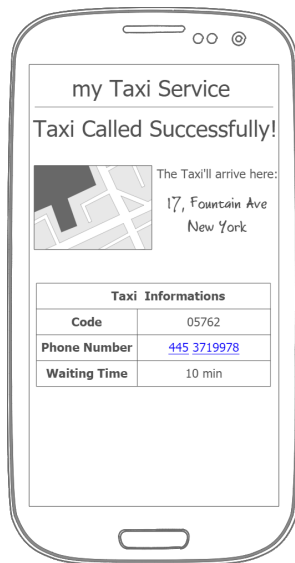 my Taxi Service
Taxi Called Successfully!
The Taxi'll arrive here:
17, Fountain Ave
New York
Taxi Informations
Code 05762
Phone Number 445 3719978
Waiting Time 10 min